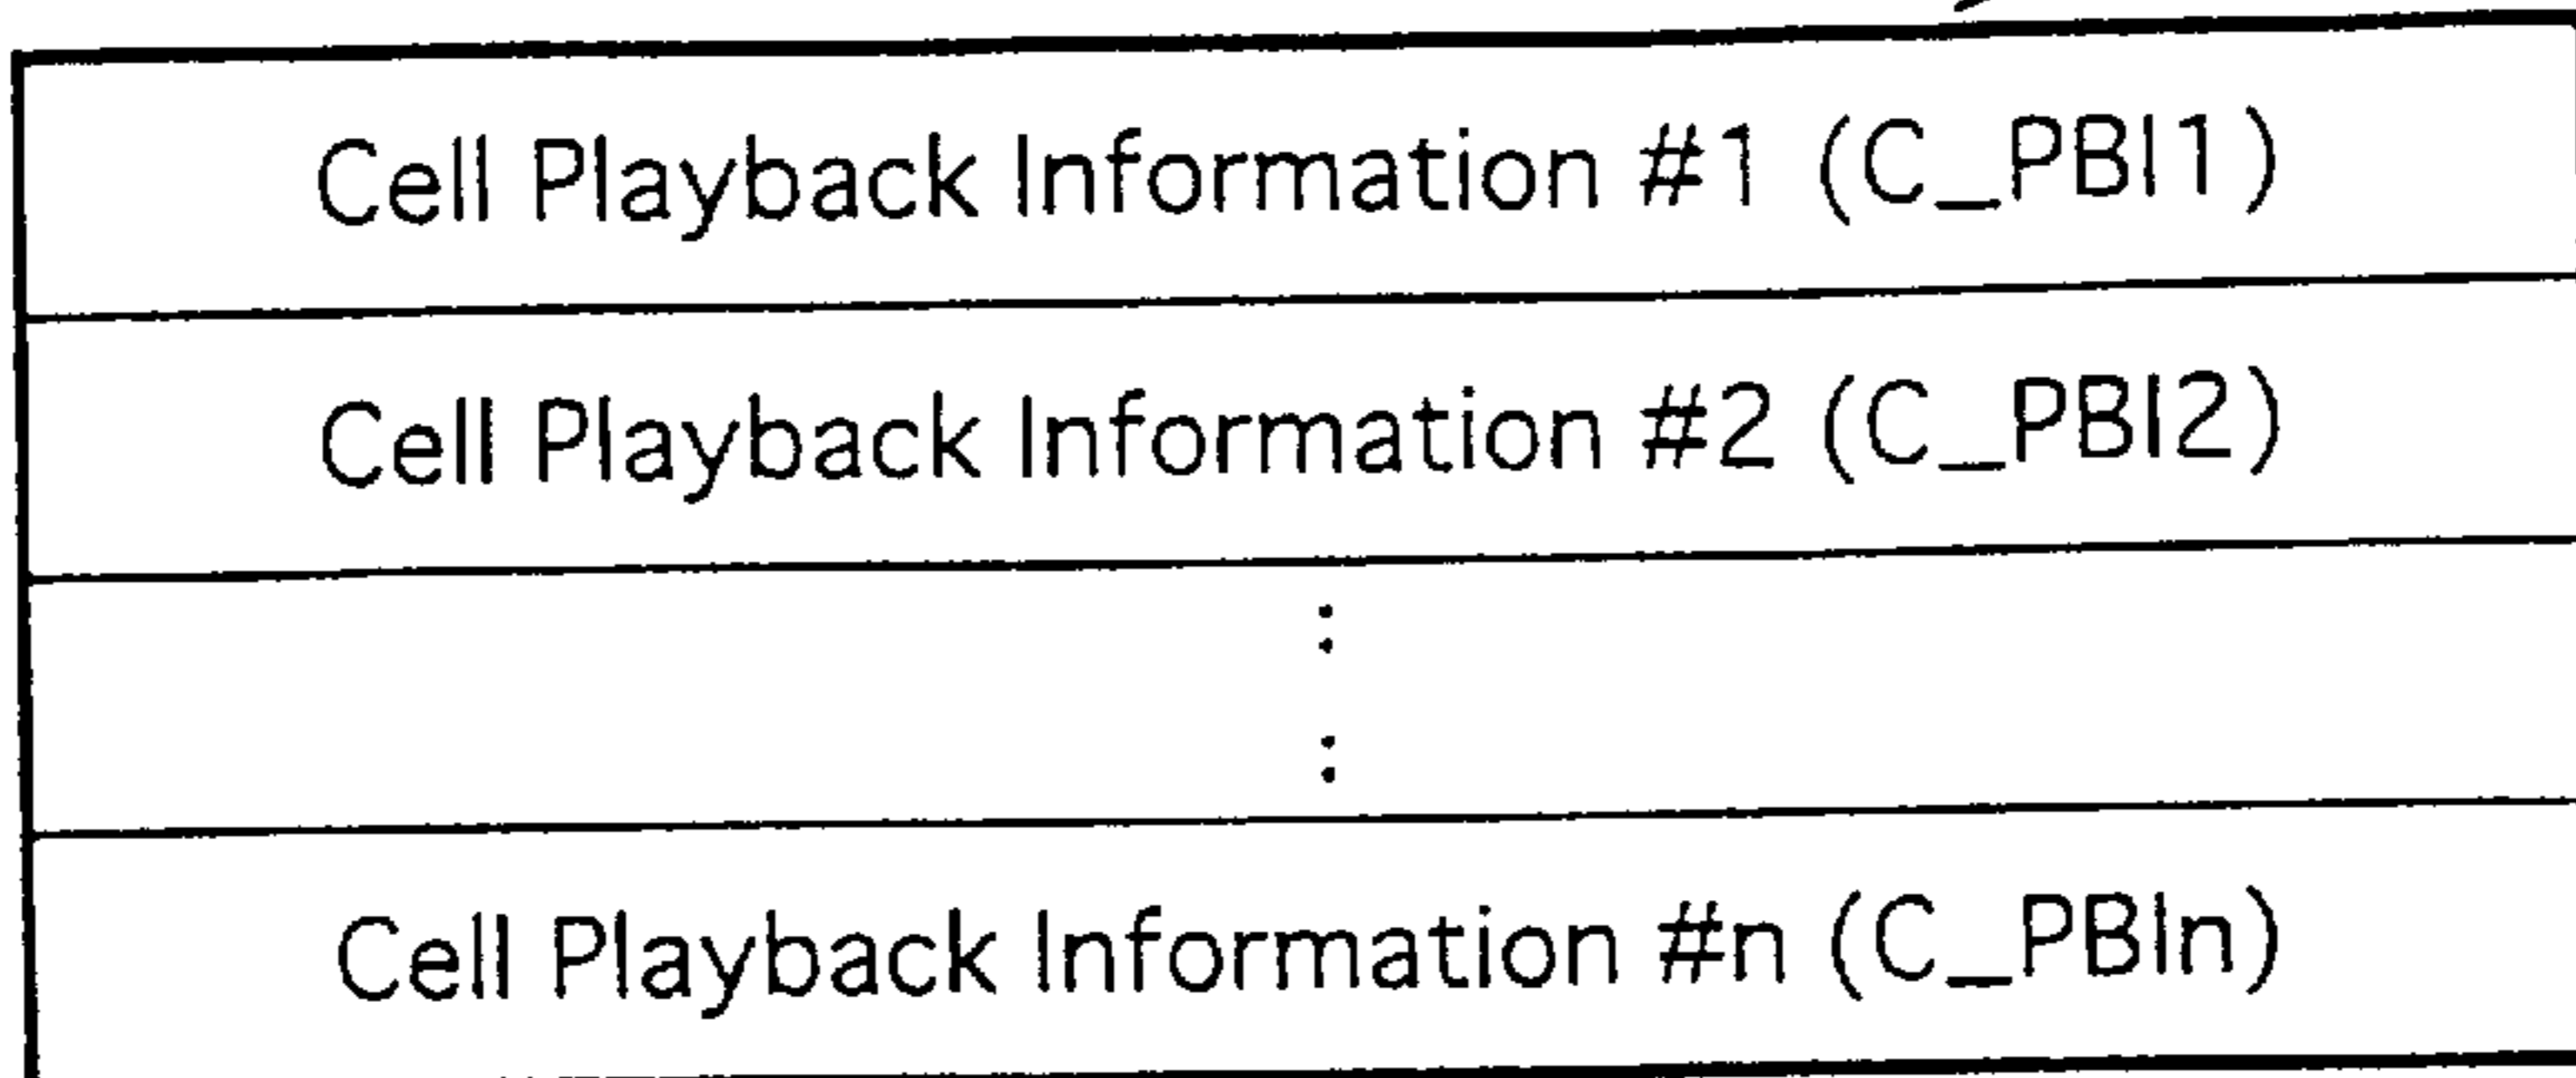 Cell Playback Information #1 (C_PBI1)
Cell Playback Information #2 (C_PBI2)
:
:
Cell Playback Information #n (C_PBIn)